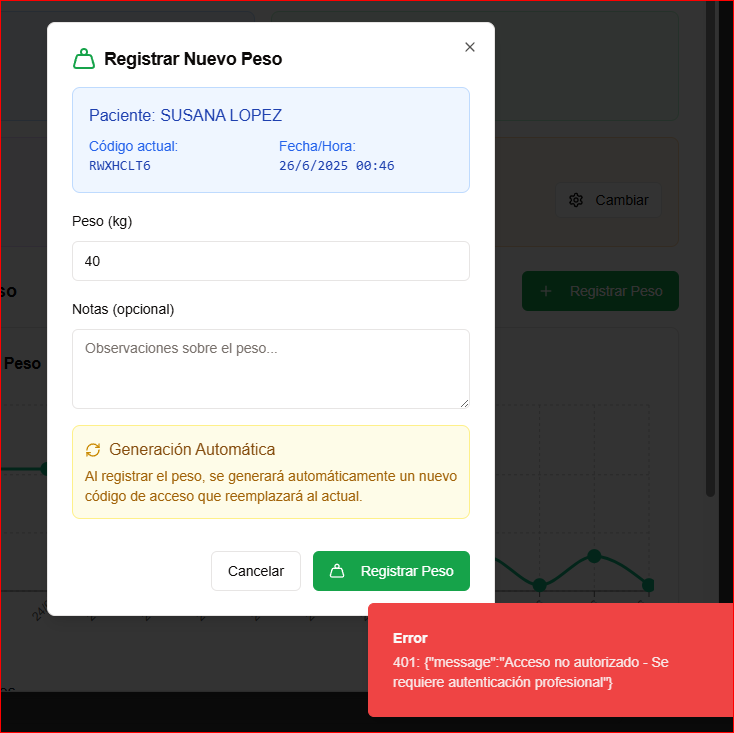 Registrar Nuevo Peso
Paciente: SUSANA LOPEZ
Código actual:
Fecha/Hora:
RWXHCLT6
26/6/2025 00:46
Peso (kg)
40
Notas (opcional)
Observaciones sobre el peso...
Generación Automática
Al registrar el peso, se generará automáticamente un nuevo
código de acceso que reemplazará al actual.
Cancelar
Registrar Peso
Cambiar
so
+ Registrar Peso
Peso
Error
401: {"message":"Acceso no autorizado - Se
requiere autenticación profesional"}